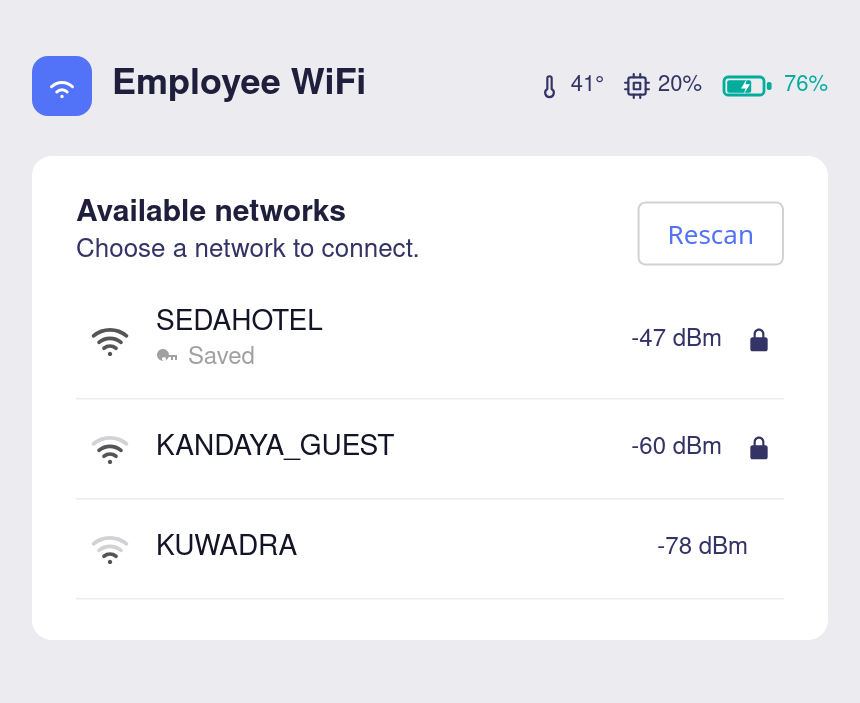 Employee WiFi
41°
20%
76%
Available networks
Choose a network to connect.
Rescan
SEDAHOTEL
Saved
-47 dBm
KANDAYA_GUEST
-60 dBm
KUWADRA
-78 dBm